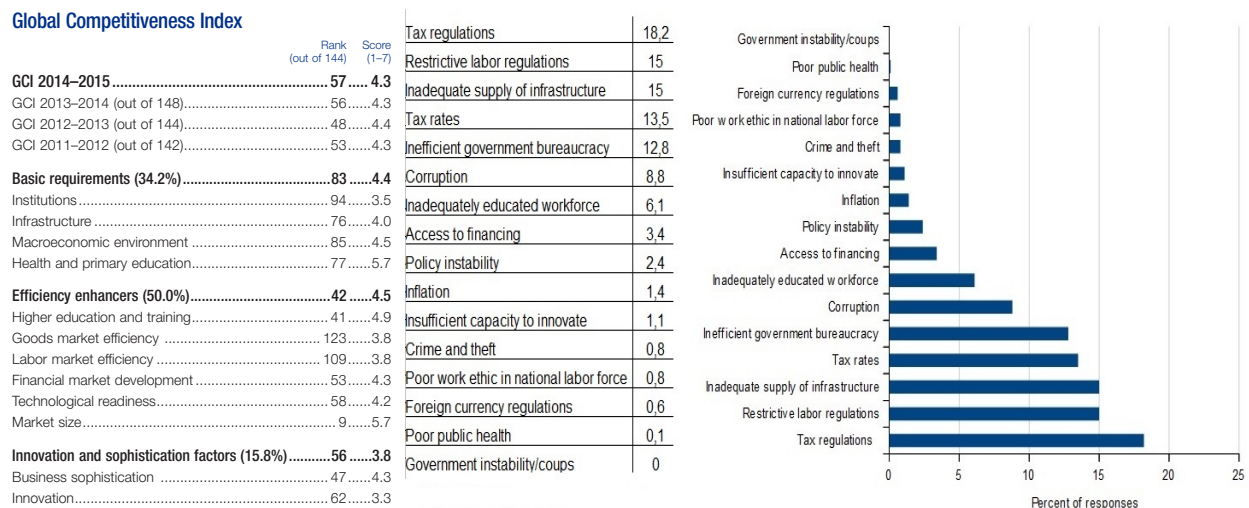 Global Competitiveness Index
Rank Score
(out of 144) (1–7)
GCI 2014–2015 57 4.3
GCI 2013–2014 (out of 148) 56 4.3
GCI 2012–2013 (out of 144) 48 4.4
GCI 2011–2012 (out of 142) 53 4.3
Basic requirements (34.2%) 83 4.4
Institutions 94 3.5
Infrastructure 76 4.0
Macroeconomic environment 85 4.5
Health and primary education 77 5.7
Efficiency enhancers (50.0%) 42 4.5
Higher education and training 41 4.9
Goods market efficiency 123 3.8
Labor market efficiency 109 3.8
Financial market development 53 4.3
Technological readiness 58 4.2
Market size 9 5.7
Innovation and sophistication factors (15.8%) 56 3.8
Business sophistication 47 4.3
Innovation 62 3.3
Tax regulations 18,2
Restrictive labor regulations 15
Inadequate supply of infrastructure 15
Tax rates 13,5
Inefficient government bureaucracy 12,8
Corruption 8,8
Inadequately educated workforce 6,1
Access to financing 3,4
Policy instability 2,4
Inflation 1,4
Insufficient capacity to innovate 1,1
Crime and theft 0,8
Poor work ethic in national labor force 0,8
Foreign currency regulations 0,6
Poor public health 0,1
Government instability/coups 0
Government instability/coups
Poor public health
Foreign currency regulations
Poor work ethic in national labor force
Crime and theft
Insufficient capacity to innovate
Inflation
Policy instability
Access to financing
Inadequately educated workforce
Corruption
Inefficient government bureaucracy
Tax rates
Inadequate supply of infrastructure
Restrictive labor regulations
Tax regulations
0 5 10 15 20 25
Percent of responses